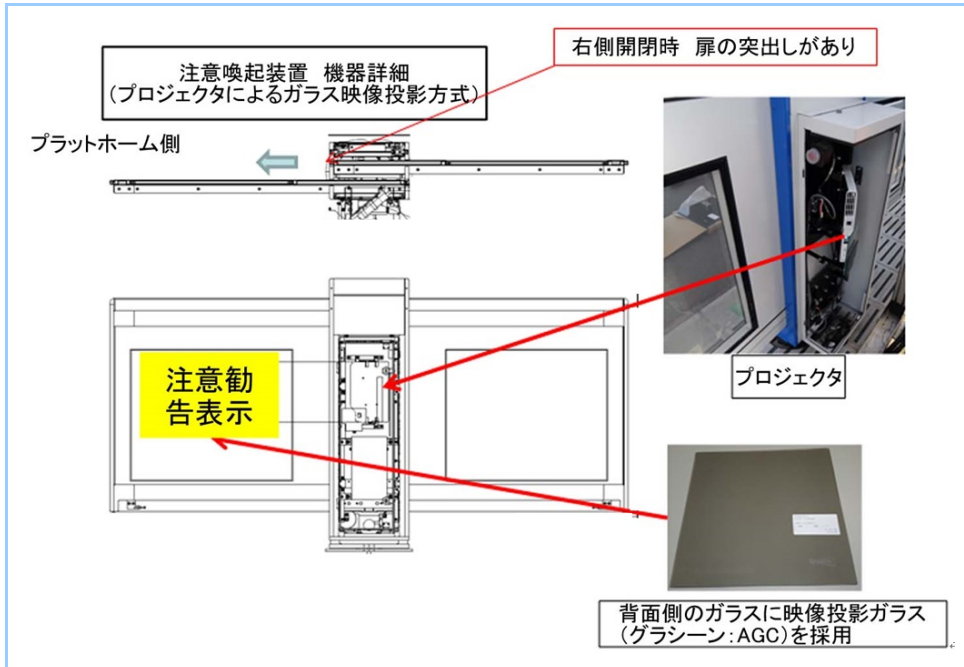 右側開閉時 扉の突出しがあり
注意喚起装置 機器詳細
(プロジェクタによるガラス映像投影方式)
プラットホーム側
プロジェクタ
注意勧
告表示
背面側のガラスに映像投影ガラス
(グラシーン:AGC)を採用